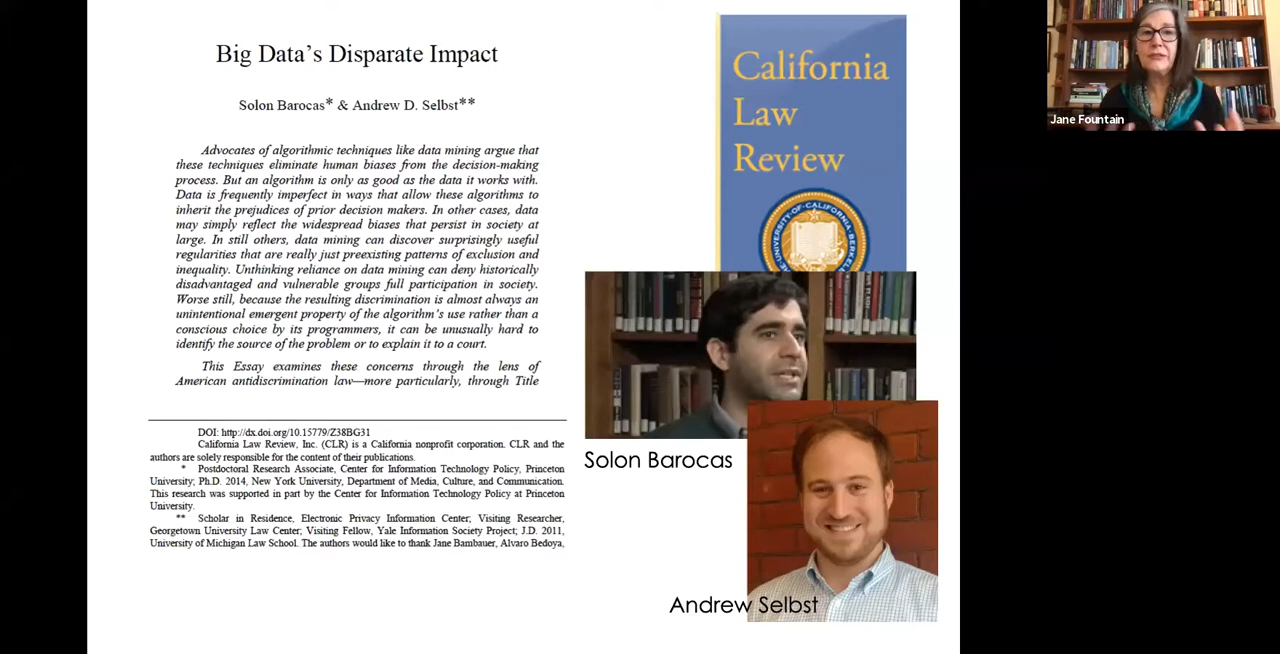 Big Data's Disparate Impact
Solon Barocas* & Andrew D. Selbst**
Advocates of algorithmic techniques like data mining argue that
these techniques eliminate human biases from the decision-making
process. But an algorithm is only as good as the data it works with.
Data is frequently imperfect in ways that allow these algorithms to
inherit the prejudices of prior decision makers. In other cases, data
may simply reflect the widespread biases that persist in society at
large. In still others, data mining can discover surprisingly useful
regularities that are really just preexisting patterns of exclusion and
inequality. Unthinking reliance on data mining can deny historically
disadvantaged and vulnerable groups full participation in society.
Worse still, because the resulting discrimination is almost always an
unintentional emergent property of the algorithm's use rather than a
conscious choice by its programmers, it can be unusually hard to
identify the source of the problem or to explain it to a court.
This Essay examines these concerns through the lens of
American antidiscrimination law—more particularly, through Title
DOI: http://dx.doi.org/10.15779/Z38BG31
California Law Review, Inc. (CLR) is a California nonprofit corporation. CLR and the
authors are solely responsible for the content of their publications.
* Postdoctoral Research Associate, Center for Information Technology Policy, Princeton
University; Ph.D. 2014, New York University, Department of Media, Culture, and Communication.
This research was supported in part by the Center for Information Technology Policy at Princeton
University.
** Scholar in Residence, Electronic Privacy Information Center; Visiting Researcher,
Georgetown University Law Center; Visiting Fellow, Yale Information Society Project; J.D. 2011,
University of Michigan Law School. The authors would like to thank Jane Bambauer, Alvaro Bedoya,
California
Law
Review
UNIVERSITY·OF·CALIFORNIA·BERKELEY
Solon Barocas
Andrew Selbst
Jane Fountain